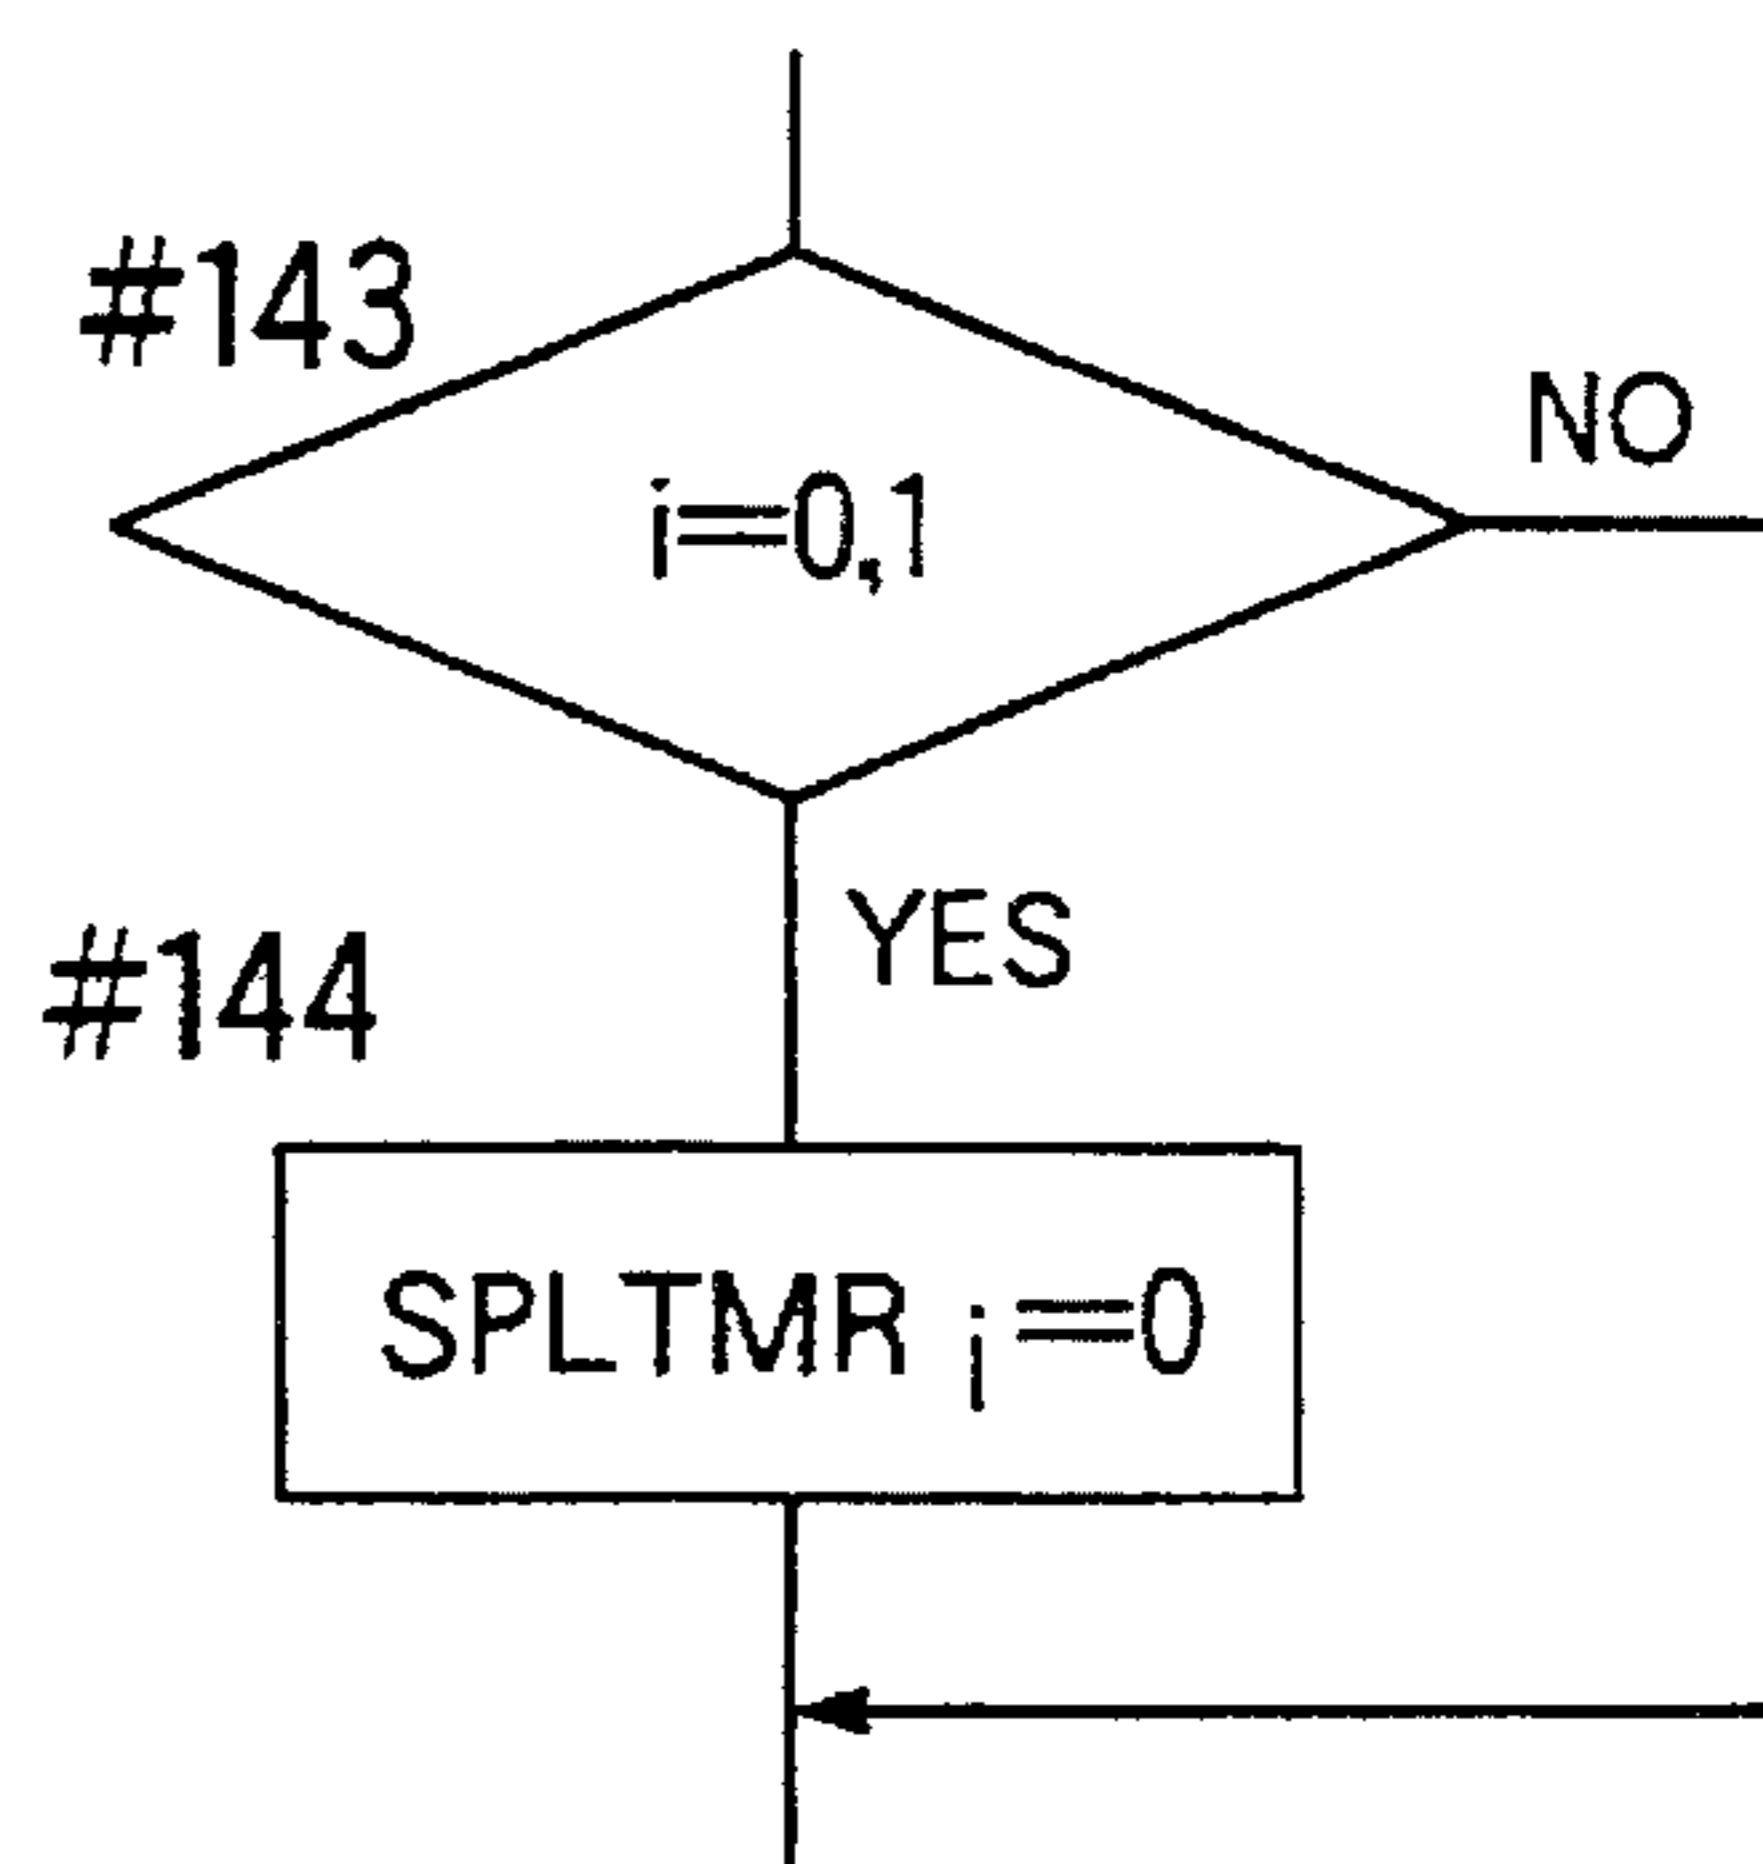 #143
NO
i=0,1
YES
#144
SPLTMR i=0